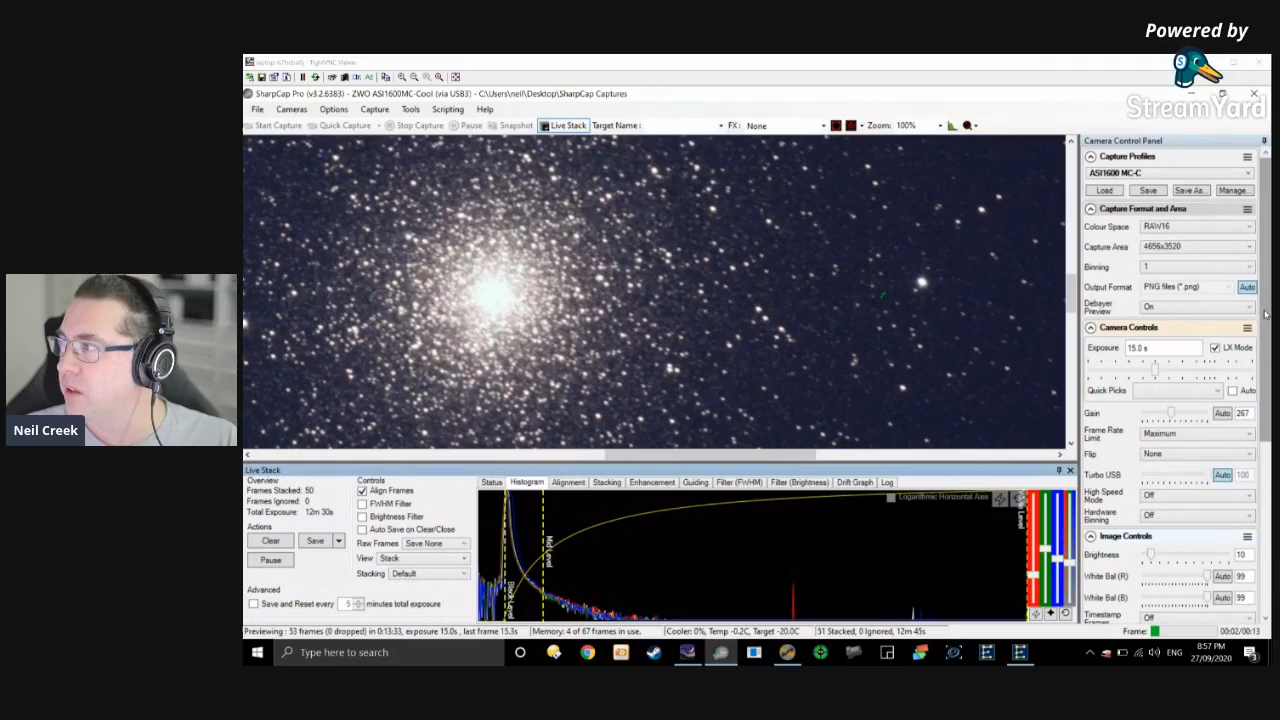 Powered by
StreamYard
TightVNC Viewer
SharpCap Pro (v3.2.6383) - ZWO ASI1600MC-Cool (via USB3) - C:\Users\neil\Desktop\SharpCap Captures
File Cameras Options Capture Tools Scripting Help
Start Capture Quick Capture Stop Capture Pause Snapshot Live Stack Target Name : FX : None Zoom: 100%
Camera Control Panel
Capture Profiles
ASI1600 MC-C
Load Save Save As.. Manage...
Capture Format and Area
Colour Space RAW16
Capture Area 4656x3520
Binning 1
Output Format PNG files (*.png) Auto
Debayer Preview On
Camera Controls
Exposure 15.0 s LX Mode
Quick Picks Auto
Gain Auto 267
Frame Rate Limit Maximum
Flip None
Turbo USB Auto 100
High Speed Mode Off
Hardware Binning Off
Image Controls
Brightness 10
White Bal (R) Auto 99
White Bal (B) Auto 99
Timestamp Frames Off
Neil Creek
Live Stack
Overview
Frames Stacked: 50
Frames Ignored: 0
Total Exposure: 12m 30s
Actions
Clear Save
Pause
Advanced
Save and Reset every 5 minutes total exposure
Controls
Align Frames
FWHM Filter
Brightness Filter
Auto Save on Clear/Close
Raw Frames Save None
View Stack
Stacking Default
Status Histogram Alignment Stacking Enhancement Guiding Filter (FWHM) Filter (Brightness) Drift Graph Log
Logarithmic Horizontal Axis
Black Level
Mid Level
Previewing : 53 frames (0 dropped) in 0:13:33, exposure 15.0s , last frame 15.3s Memory: 4 of 67 frames in use. Cooler: 0%, Temp -0.2C, Target -20.0C 51 Stacked, 0 Ignored, 12m 45s Frame: 00:02/00:13
Type here to search
ENG
8:57 PM
27/09/2020
3